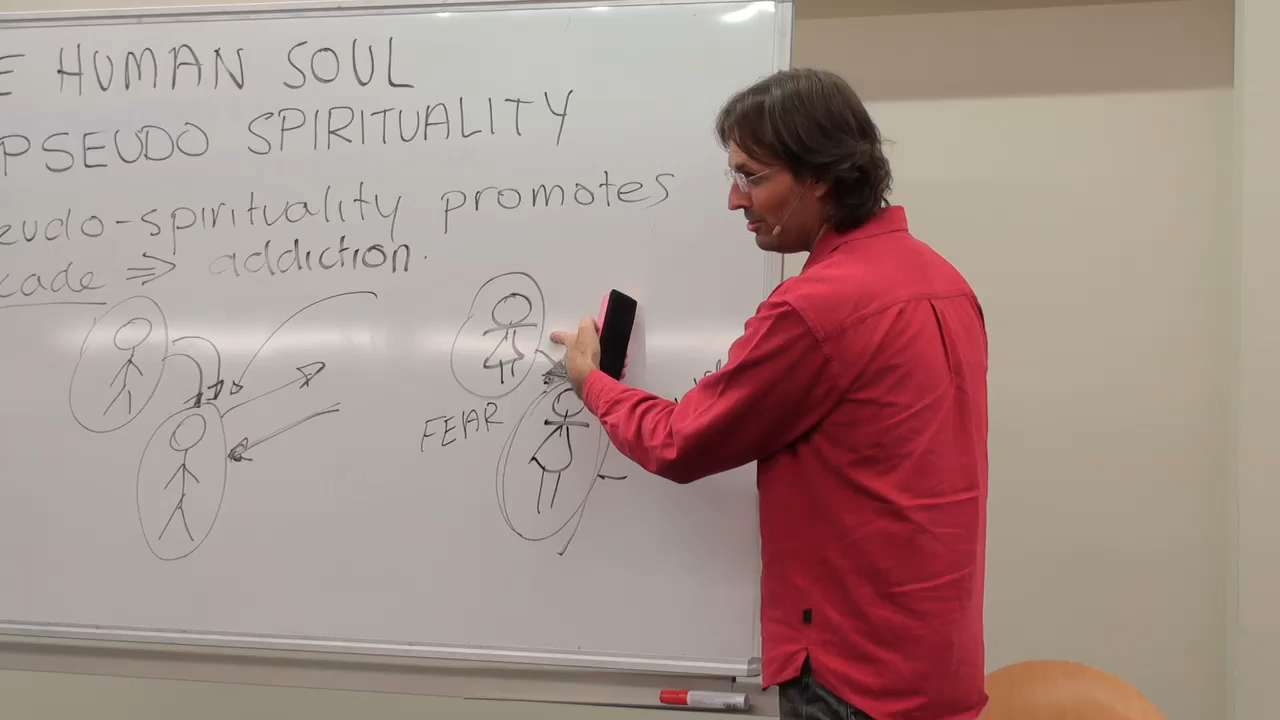 E HUMAN SOUL
PSEUDO SPIRITUALITY
eudo-spirituality promotes
cade ⇒ addiction.
FEAR